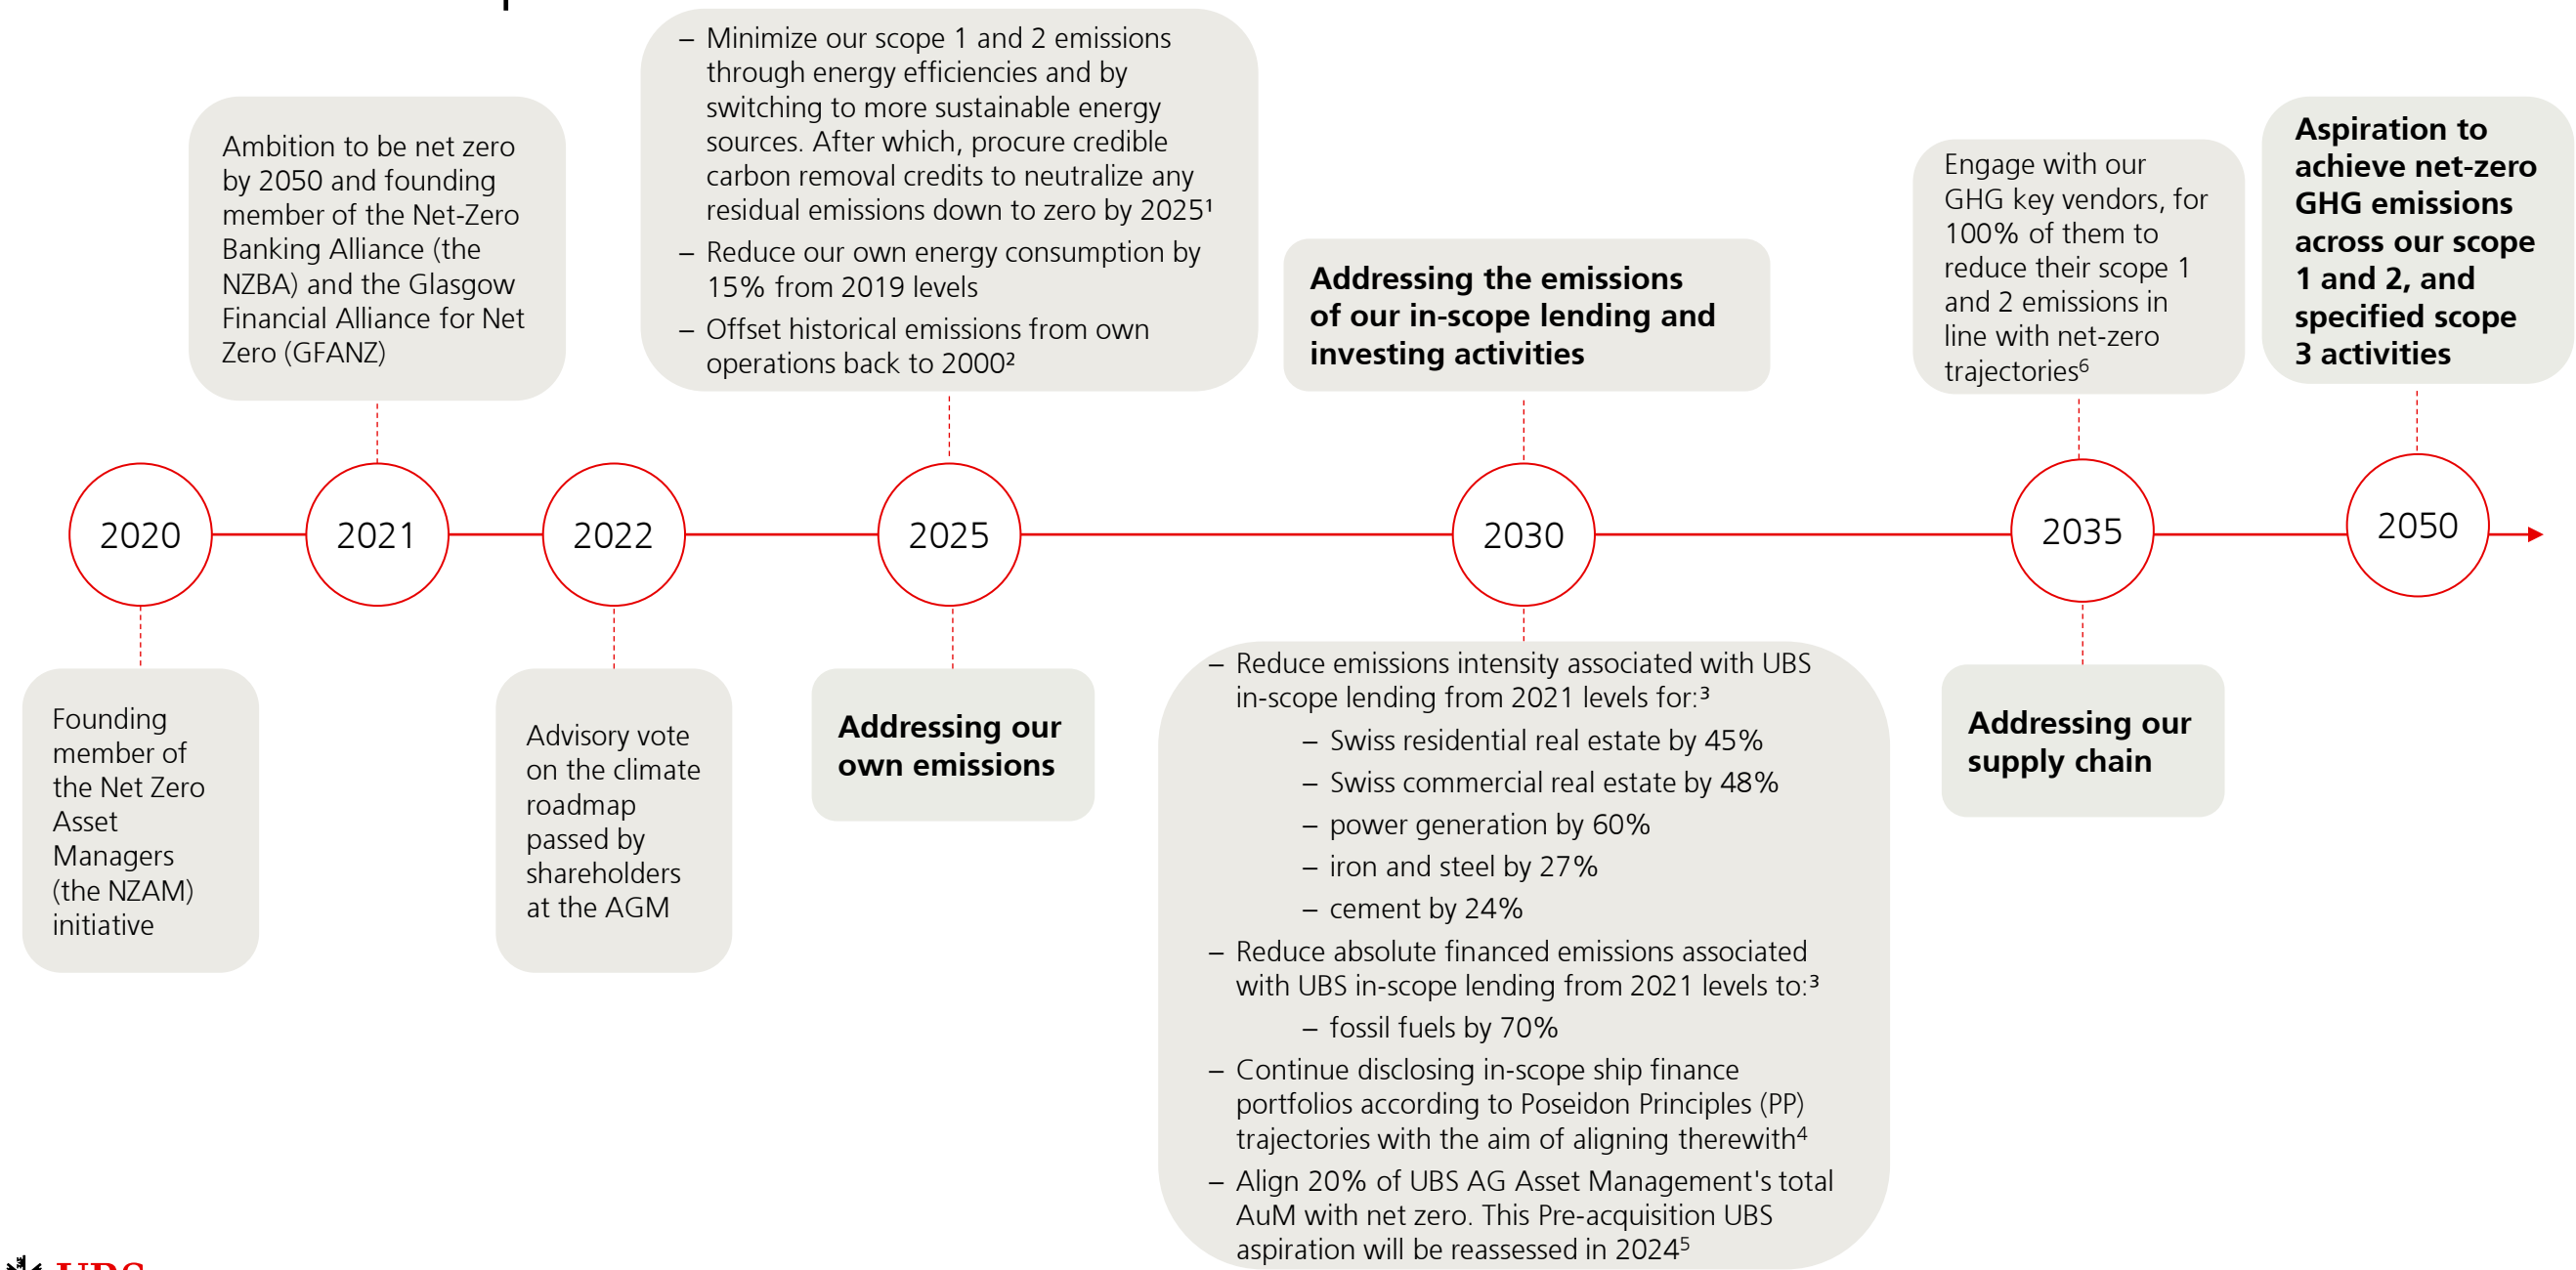 – Minimize our scope 1 and 2 emissions
through energy efficiencies and by
switching to more sustainable energy
sources. After which, procure credible
carbon removal credits to neutralize any
residual emissions down to zero by 2025¹
– Reduce our own energy consumption by
15% from 2019 levels
– Offset historical emissions from own
operations back to 2000²
Ambition to be net zero
by 2050 and founding
member of the Net-Zero
Banking Alliance (the
NZBA) and the Glasgow
Financial Alliance for Net
Zero (GFANZ)
Addressing the emissions
of our in-scope lending and
investing activities
Engage with our
GHG key vendors, for
100% of them to
reduce their scope 1
and 2 emissions in
line with net-zero
trajectories⁶
Aspiration to
achieve net-zero
GHG emissions
across our scope
1 and 2, and
specified scope
3 activities
2020
2021
2022
2025
2030
2035
2050
Founding
member of
the Net Zero
Asset
Managers
(the NZAM)
initiative
Advisory vote
on the climate
roadmap
passed by
shareholders
at the AGM
Addressing our
own emissions
– Reduce emissions intensity associated with UBS
in-scope lending from 2021 levels for:³
– Swiss residential real estate by 45%
– Swiss commercial real estate by 48%
– power generation by 60%
– iron and steel by 27%
– cement by 24%
– Reduce absolute financed emissions associated
with UBS in-scope lending from 2021 levels to:³
– fossil fuels by 70%
– Continue disclosing in-scope ship finance
portfolios according to Poseidon Principles (PP)
trajectories with the aim of aligning therewith⁴
– Align 20% of UBS AG Asset Management's total
AuM with net zero. This Pre-acquisition UBS
aspiration will be reassessed in 2024⁵
Addressing our
supply chain
UBS